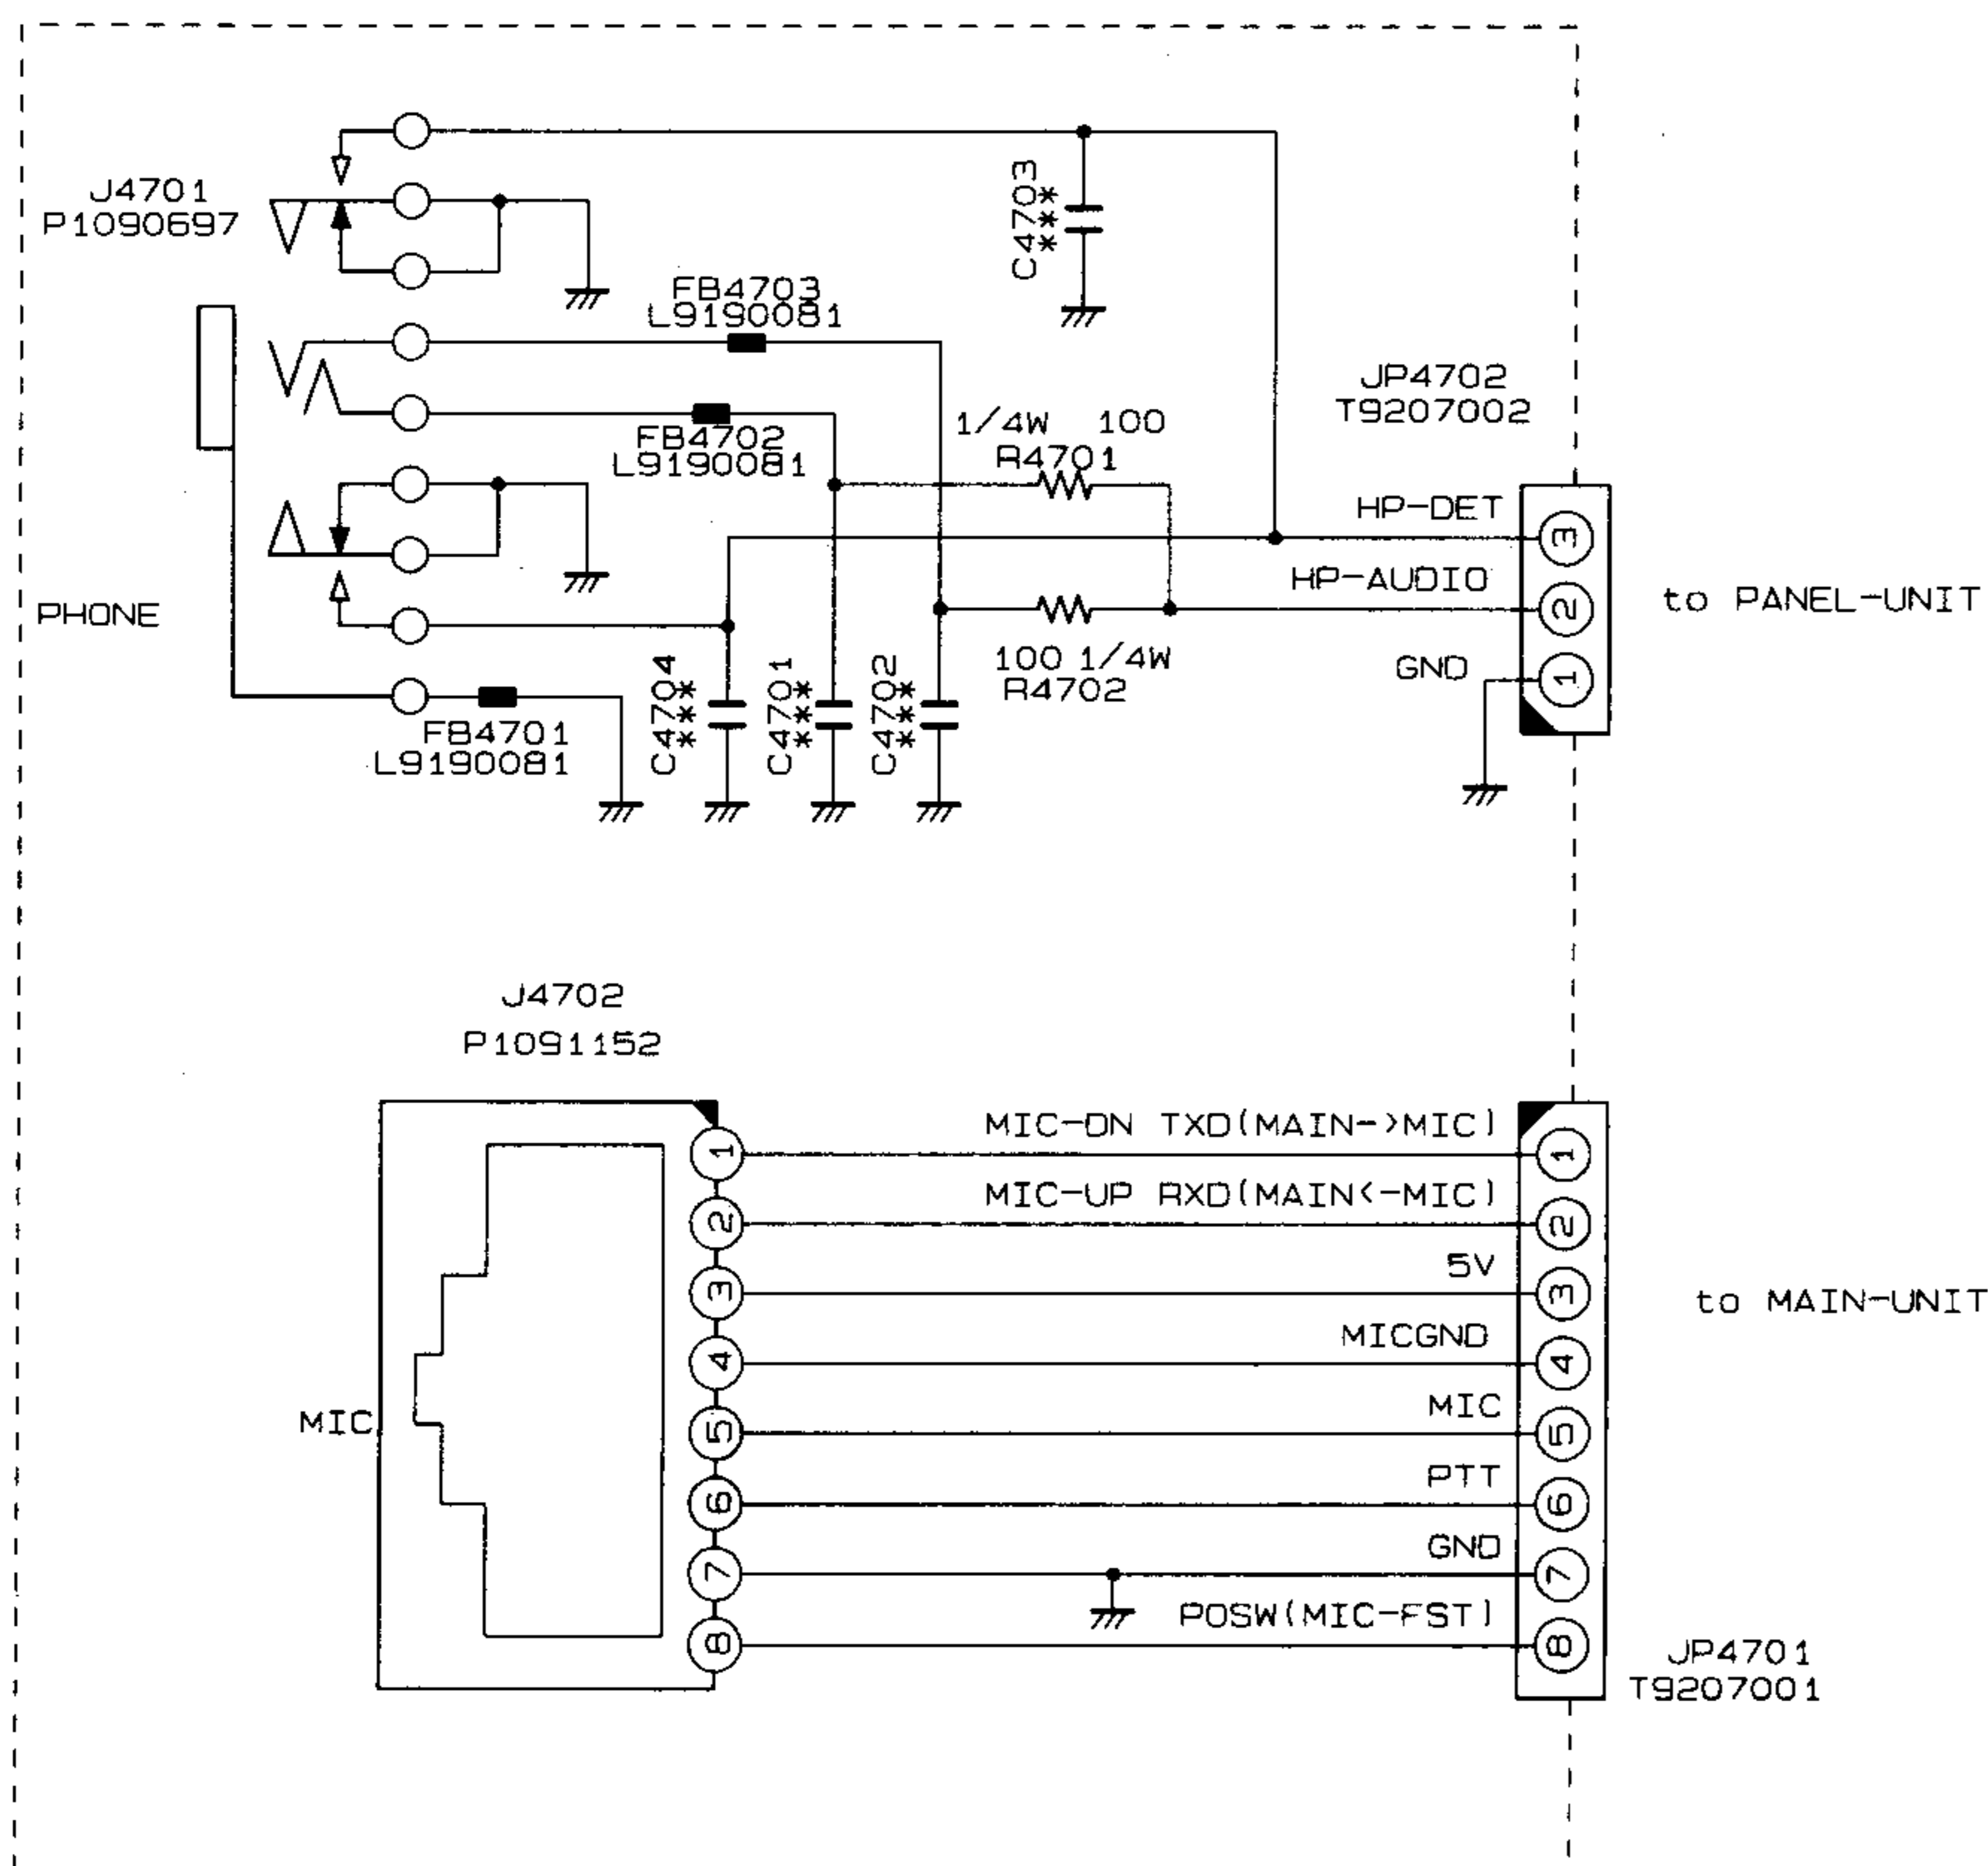 J4701
P1090697
C4703
***
FB4703
L9190081
FB4702
L9190081
JP4702
T9207002
1/4W 100
R4701
HP-DET
3
HP-AUDIO
2
to PANEL-UNIT
PHONE
100 1/4W
R4702
GND
1
C4704
***
C4701
***
C4702
***
FB4701
L9190081
J4702
P1091152
1
MIC-DN TXD(MAIN->MIC)
1
2
MIC-UP RXD(MAIN<-MIC)
2
3
5V
3
to MAIN-UNIT
4
MICGND
4
MIC
5
MIC
5
6
PTT
6
7
GND
7
8
POSW(MIC-FST)
8
JP4701
T9207001